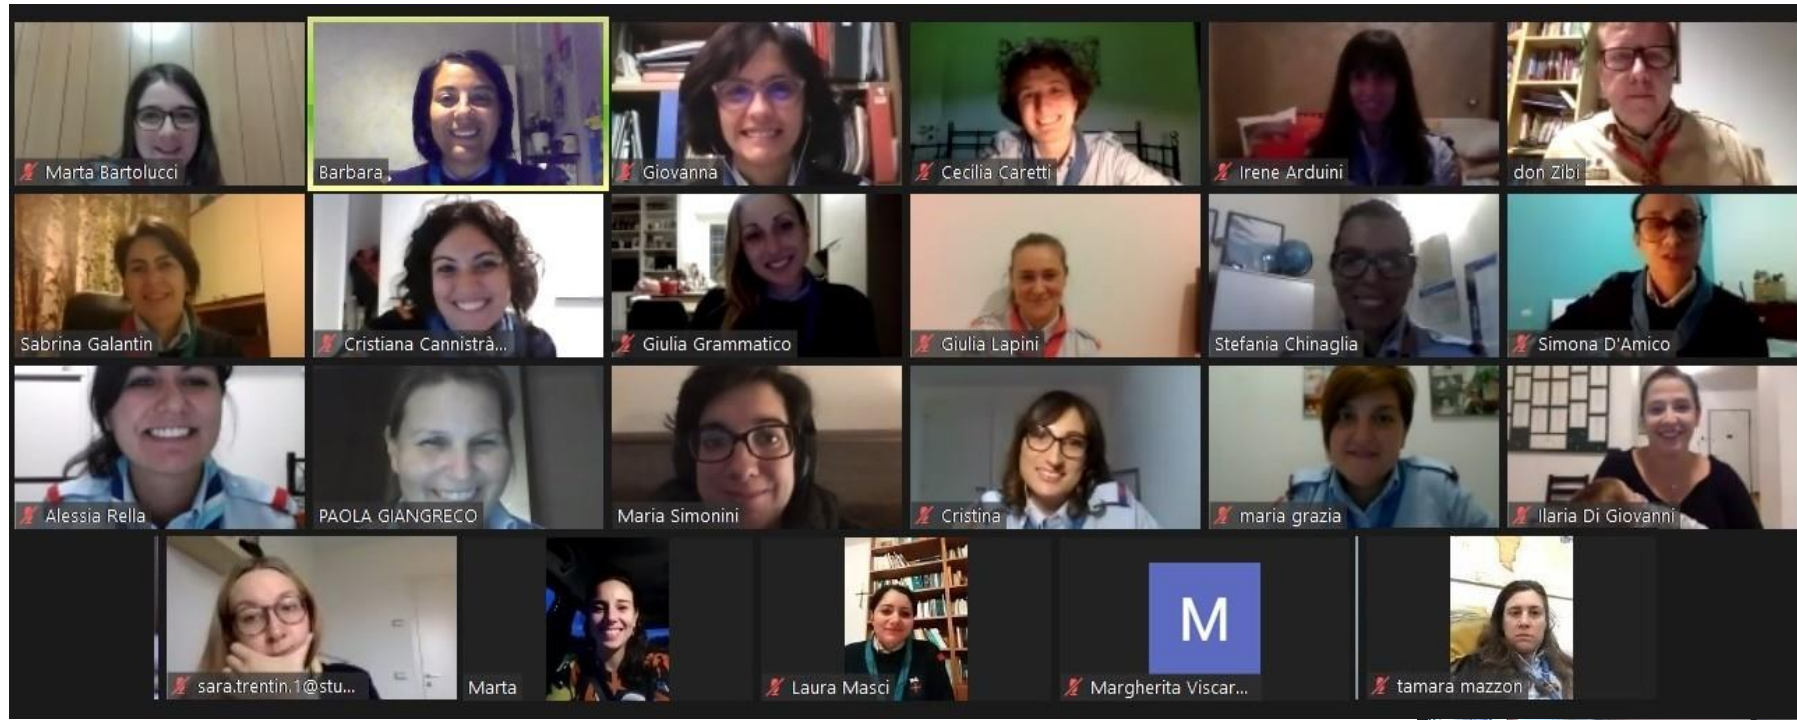 Marta Bartolucci
Barbara
Giovanna
Cecilia Caretti
Irene Arduini
don Zibi
Sabrina Galantin
Cristiana Cannistrà...
Giulia Grammatico
Giulia Lapini
Stefania Chinaglia
Simona D'Amico
Alessia Rella
PAOLA GIANGRECO
Maria Simonini
Cristina
maria grazia
Ilaria Di Giovanni
sara.trentin.1@stu...
Marta
Laura Masci
M
Margherita Viscar...
tamara mazzon